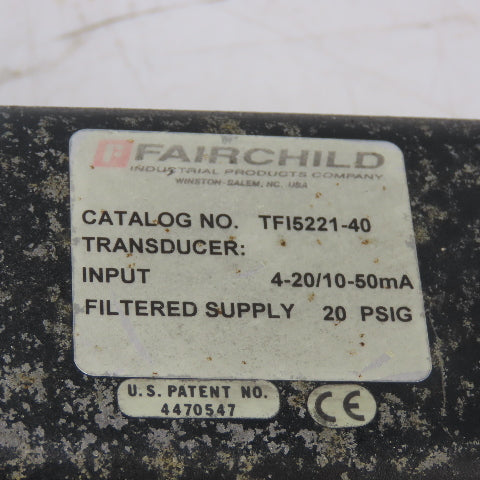 F FAIRCHILD
INDUSTRIAL PRODUCTS COMPANY
WINSTON-SALEM, NC. USA
CATALOG NO. TFI5221-40
TRANSDUCER:
INPUT 4-20/10-50mA
FILTERED SUPPLY 20 PSIG
U.S. PATENT NO.
4470547
CE